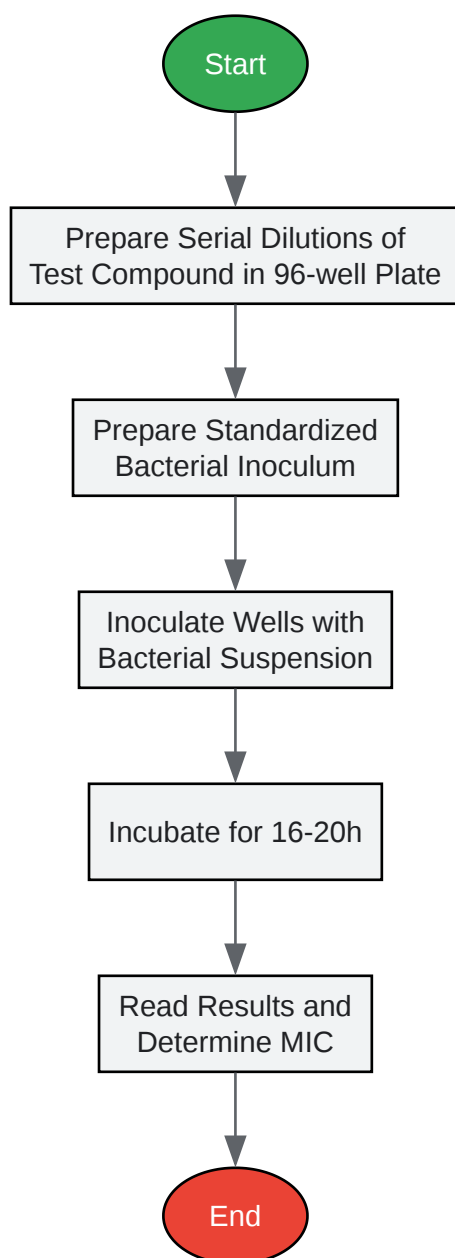 Start
Prepare Serial Dilutions of
Test Compound in 96-well Plate
Prepare Standardized
Bacterial Inoculum
Inoculate Wells with
Bacterial Suspension
Incubate for 16-20h
Read Results and
Determine MIC
End